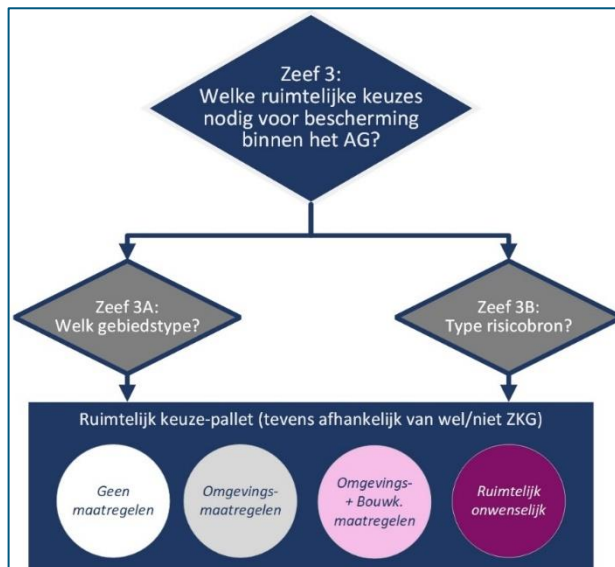 Zeef 3:
Welke ruimtelijke keuzes
nodig voor bescherming
binnen het AG?
Zeef 3A:
Welk gebiedstype?
Zeef 3B:
Type risicobron?
Ruimtelijk keuze-pallet (tevens afhankelijk van wel/niet ZKG)
Geen
maatregelen
Omgevings-
maatregelen
Omgevings-
+ Bouwk.
maatregelen
Ruimtelijk
onwenselijk